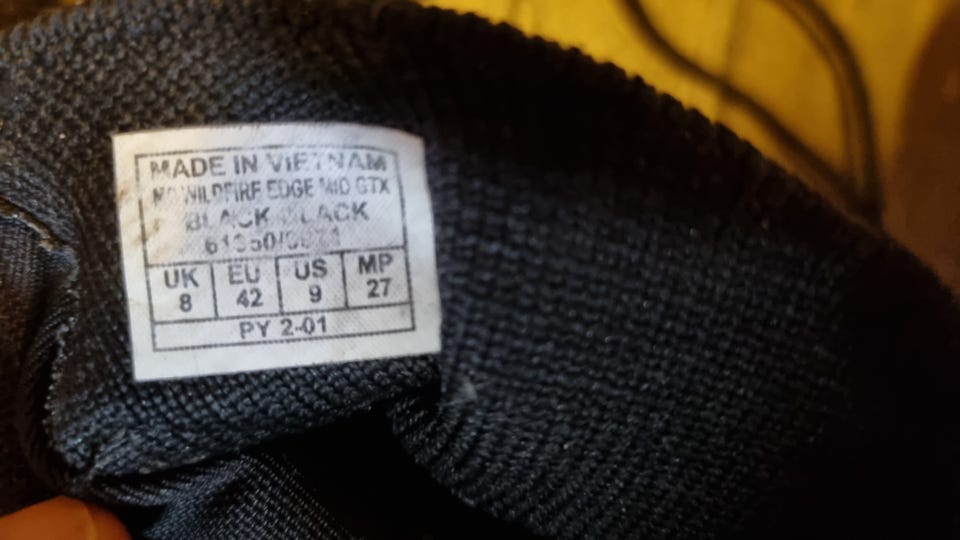 MADE IN VIETNAM
WILDFIRE EDGE MID GTX
BLACK BLACK
UK EU US MP
8 42 9 27
PY 2-01